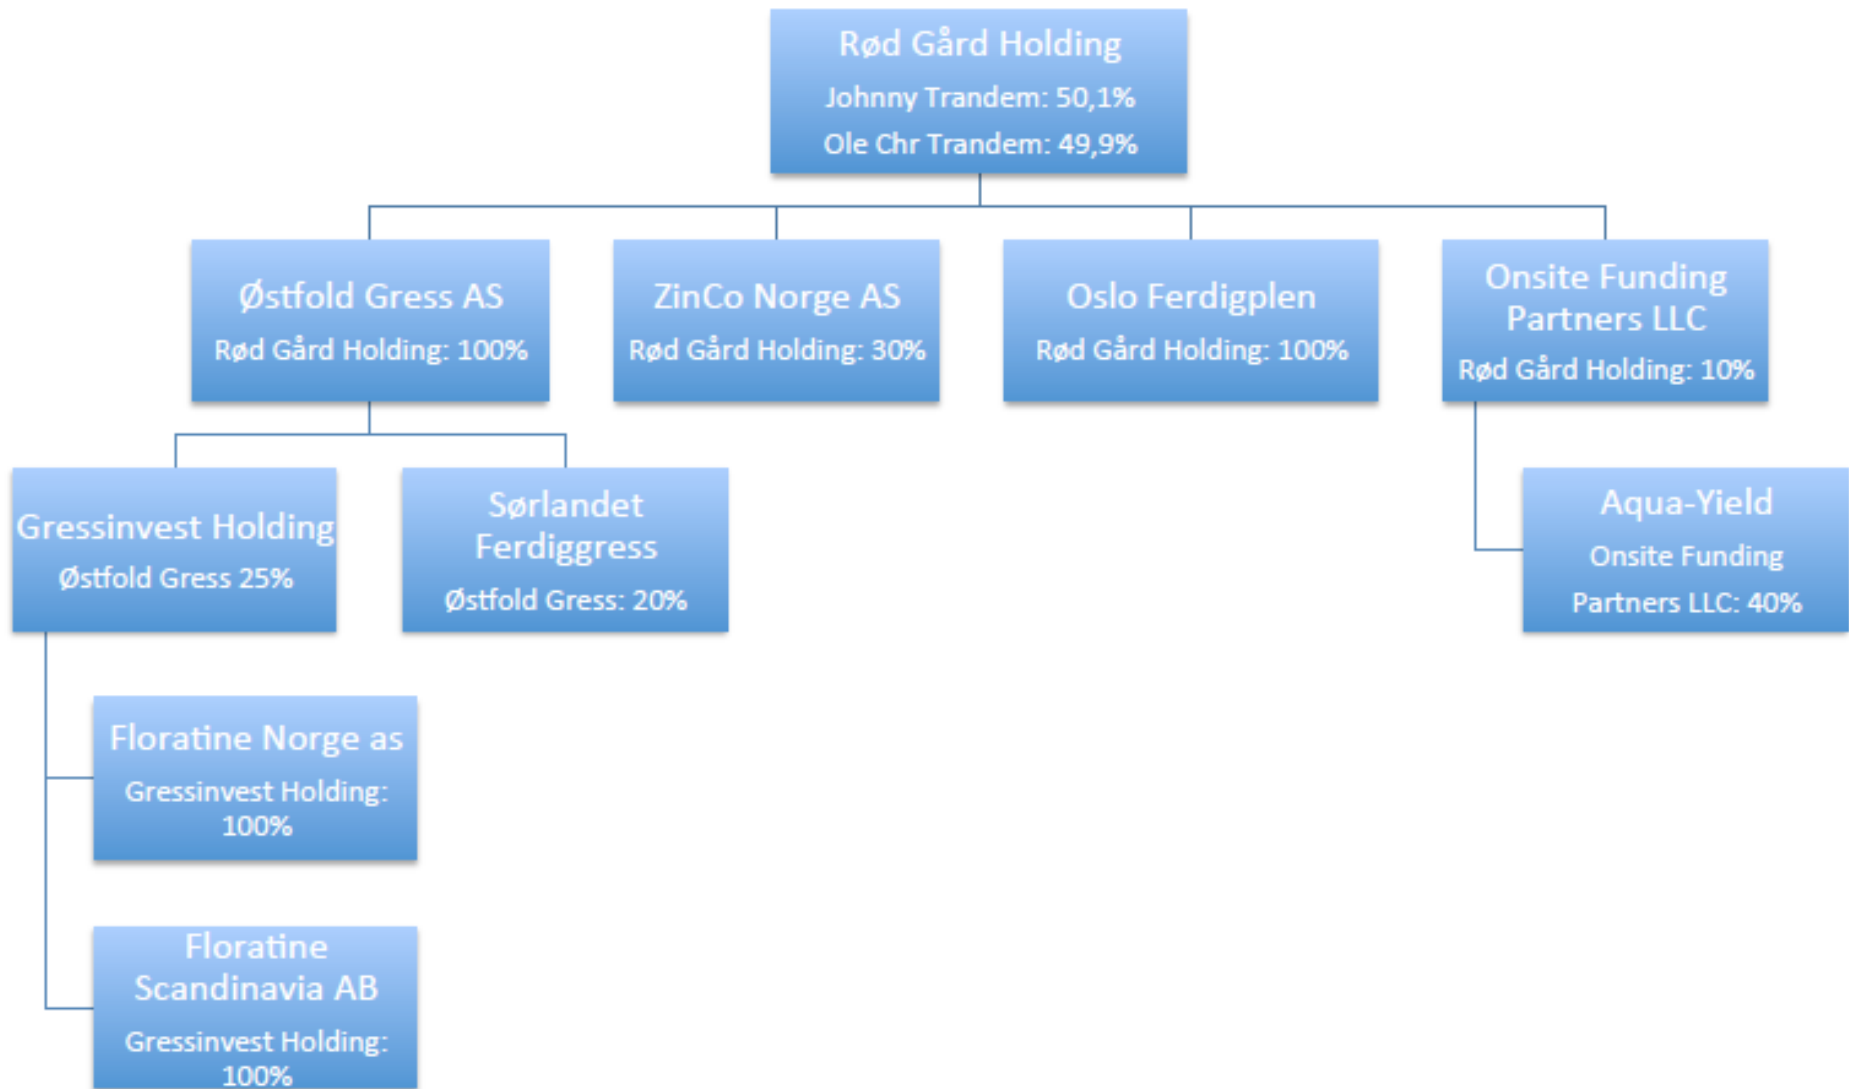 Rød Gård Holding
Johnny Trandem: 50,1%
Ole Chr Trandem: 49,9%
Østfold Gress AS
Rød Gård Holding: 100%
ZinCo Norge AS
Rød Gård Holding: 30%
Oslo Ferdigplen
Rød Gård Holding: 100%
Onsite Funding
Partners LLC
Rød Gård Holding: 10%
Gressinvest Holding
Østfold Gress 25%
Sørlandet
Ferdiggress
Østfold Gress: 20%
Aqua-Yield
Onsite Funding
Partners LLC: 40%
Floratine Norge as
Gressinvest Holding:
100%
Floratine
Scandinavia AB
Gressinvest Holding:
100%